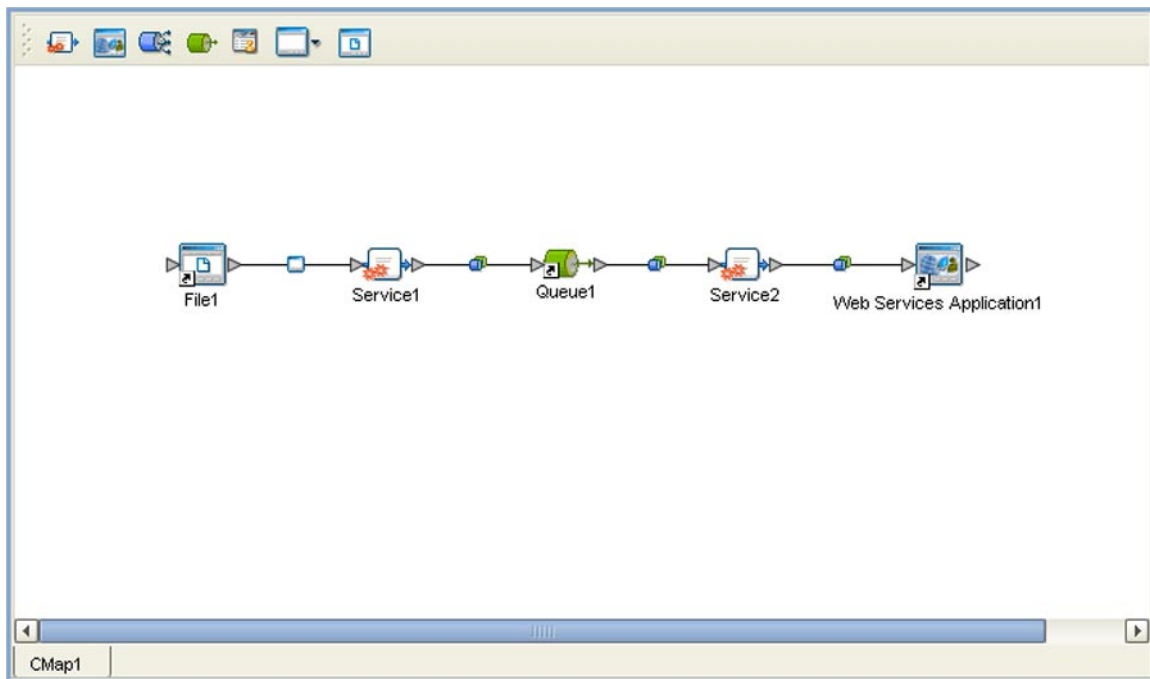 File1
Service1
Queue1
Service2
Web Services Application1
CMap1